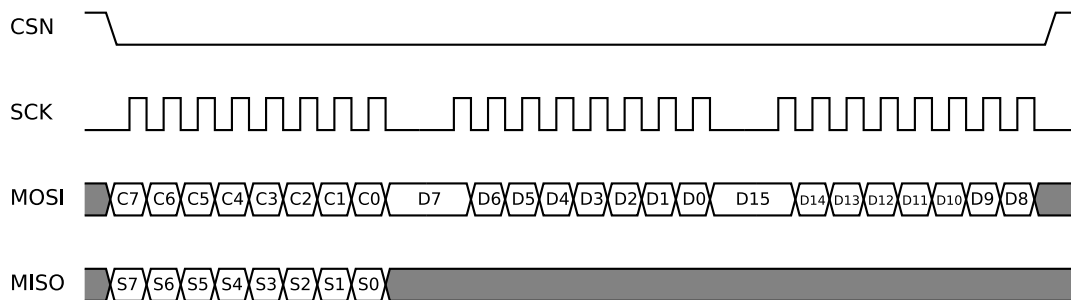 CSN
SCK
MOSI C7 C6 C5 C4 C3 C2 C1 C0 D7 D6 D5 D4 D3 D2 D1 D0 D15 D14 D13 D12 D11 D10 D9 D8
MISO S7 S6 S5 S4 S3 S2 S1 S0